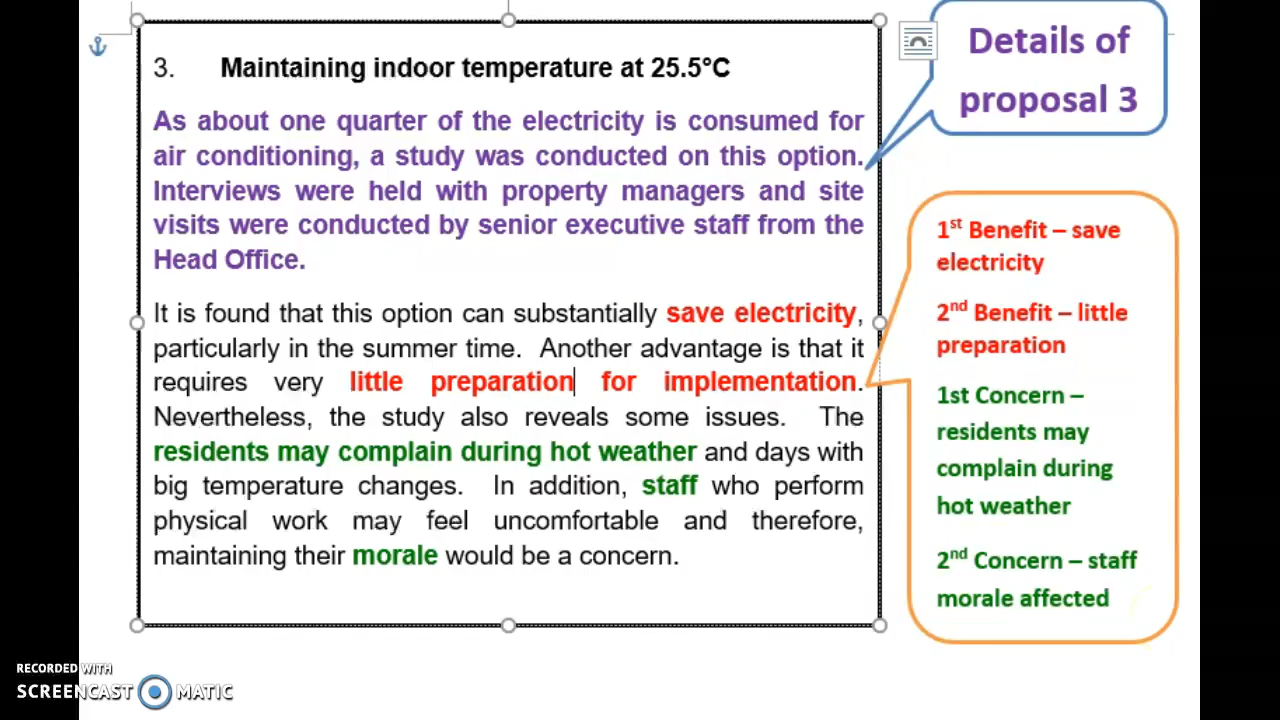 3. Maintaining indoor temperature at 25.5°C
As about one quarter of the electricity is consumed for
air conditioning, a study was conducted on this option.
Interviews were held with property managers and site
visits were conducted by senior executive staff from the
Head Office.
It is found that this option can substantially save electricity,
particularly in the summer time. Another advantage is that it
requires very little preparation for implementation.
Nevertheless, the study also reveals some issues. The
residents may complain during hot weather and days with
big temperature changes. In addition, staff who perform
physical work may feel uncomfortable and therefore,
maintaining their morale would be a concern.
Details of
proposal 3
1st Benefit – save
electricity
2nd Benefit – little
preparation
1st Concern –
residents may
complain during
hot weather
2nd Concern – staff
morale affected
RECORDED WITH
SCREENCAST MATIC